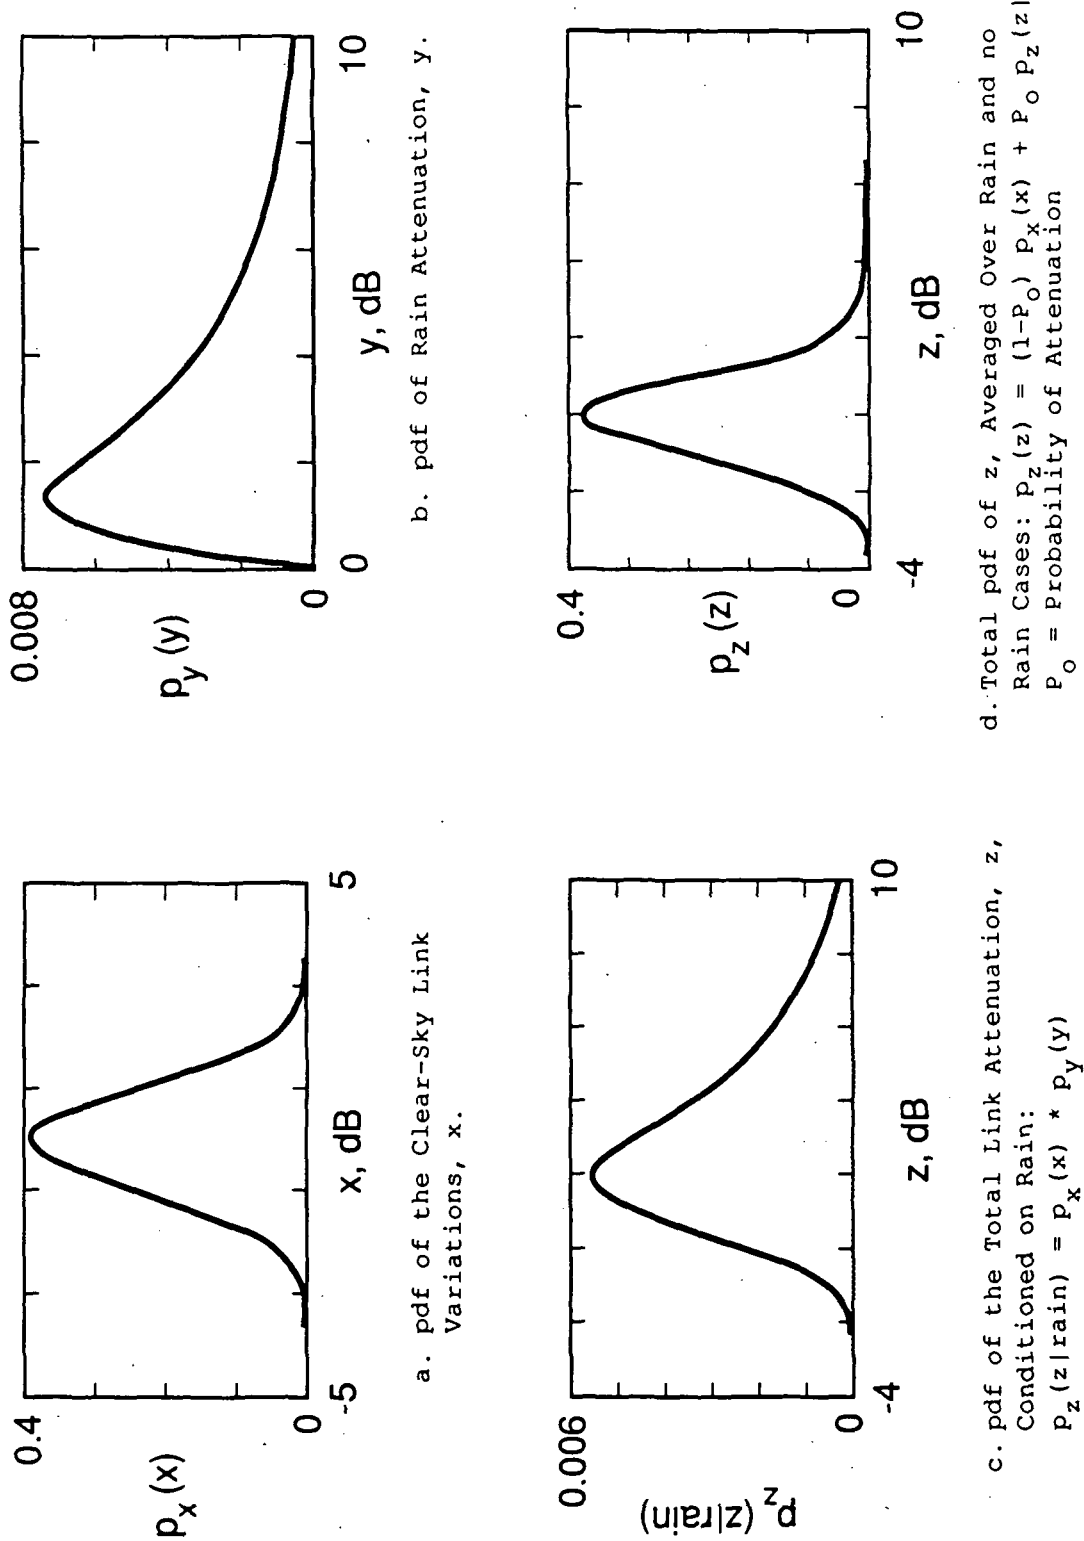 0.4
p_x (x)
0
-5
x, dB
5
a. pdf of the Clear-Sky Link
Variations, x.
0.008
p_y (y)
0
0
y, dB
10
b. pdf of Rain Attenuation, y.
0.006
p_z (z|rain)
0
-4
z, dB
10
c. pdf of the Total Link Attenuation, z,
Conditioned on Rain:
p_z (z|rain) = p_x (x) * p_y (y)
0.4
p_z (z)
0
-4
z, dB
10
d. Total pdf of z, Averaged Over Rain and no
Rain Cases: p_z (z) = (1-P_o) p_x (x) + P_o p_z (z|
P_o = Probability of Attenuation